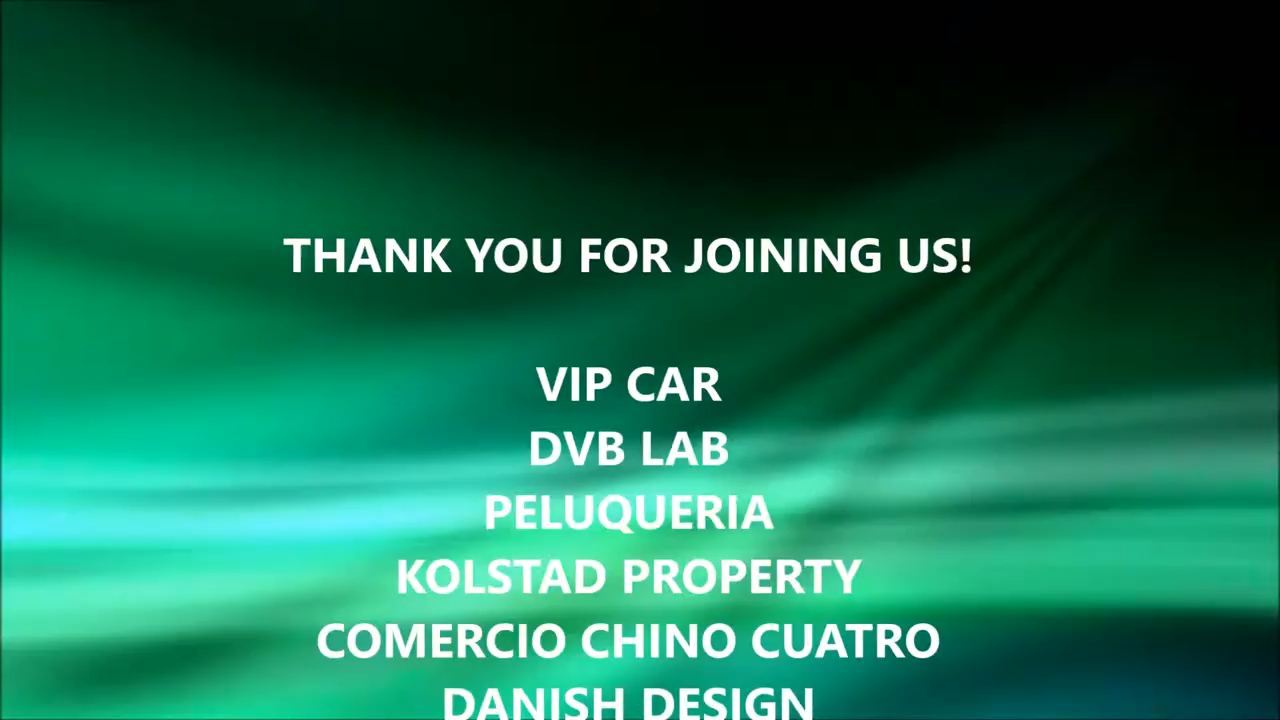 THANK YOU FOR JOINING US!
VIP CAR
DVB LAB
PELUQUERIA
KOLSTAD PROPERTY
COMERCIO CHINO CUATRO
DANISH DESIGN